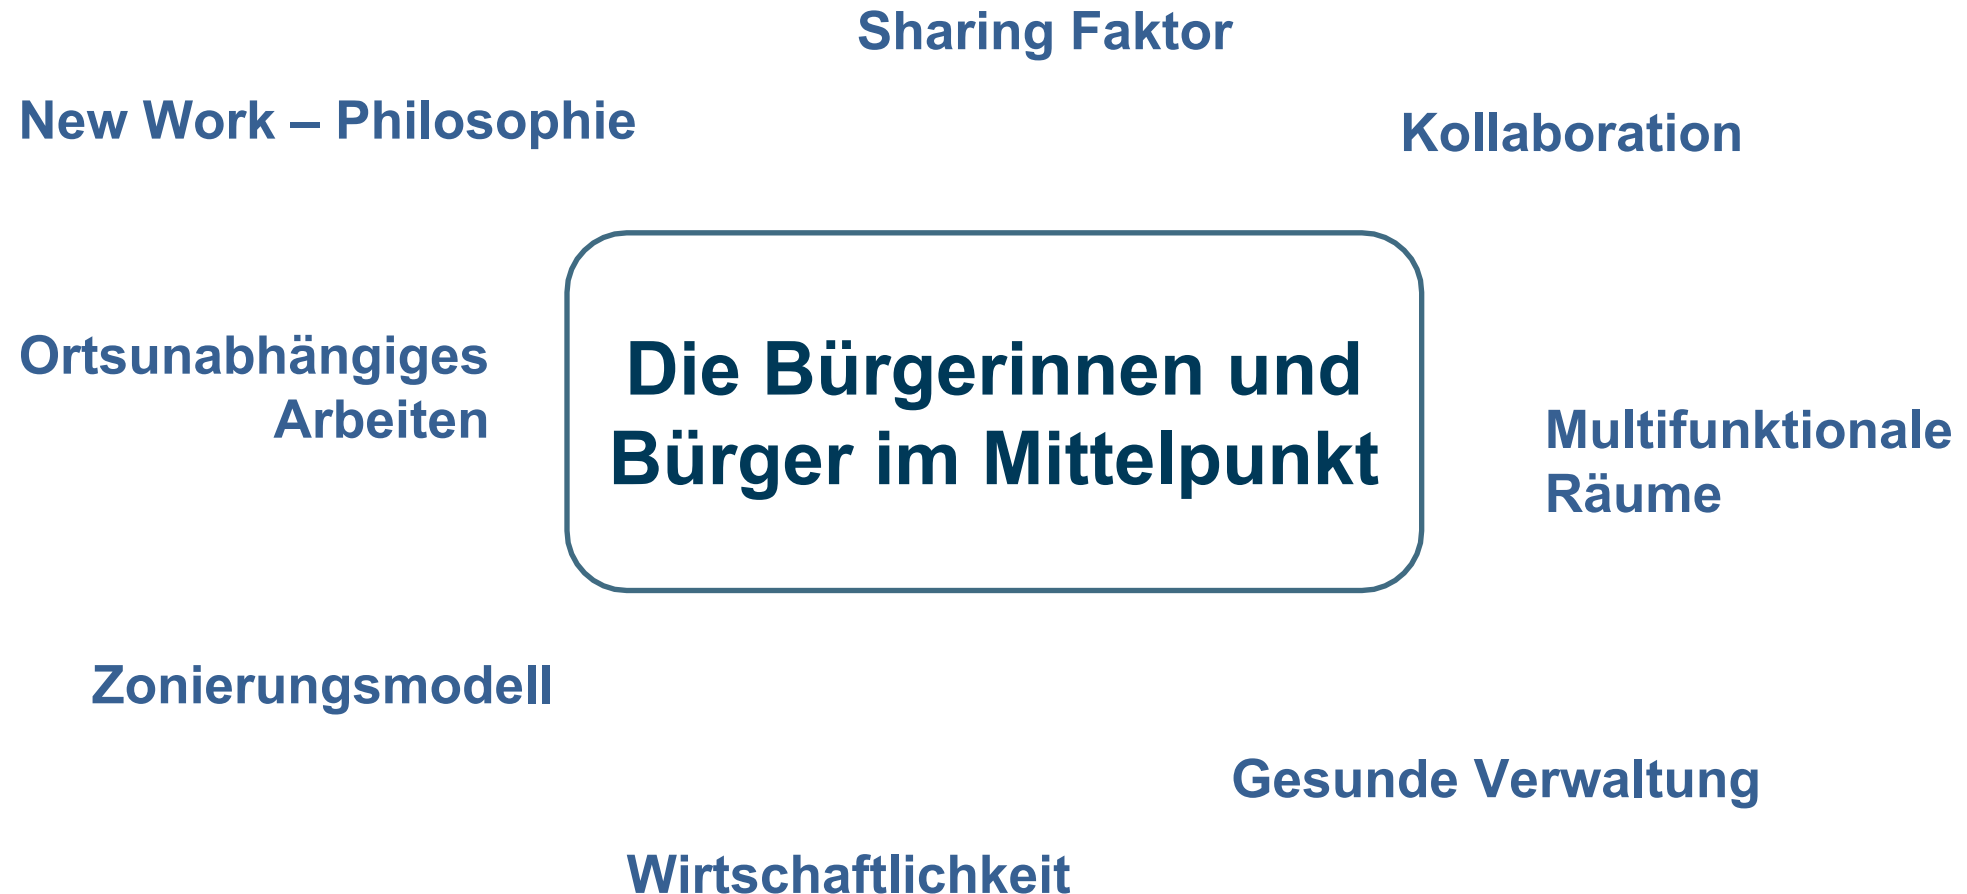 Sharing Faktor
New Work – Philosophie
Kollaboration
Die Bürgerinnen und
Bürger im Mittelpunkt
Ortsunabhängiges
Arbeiten
Multifunktionale
Räume
Zonierungsmodell
Gesunde Verwaltung
Wirtschaftlichkeit